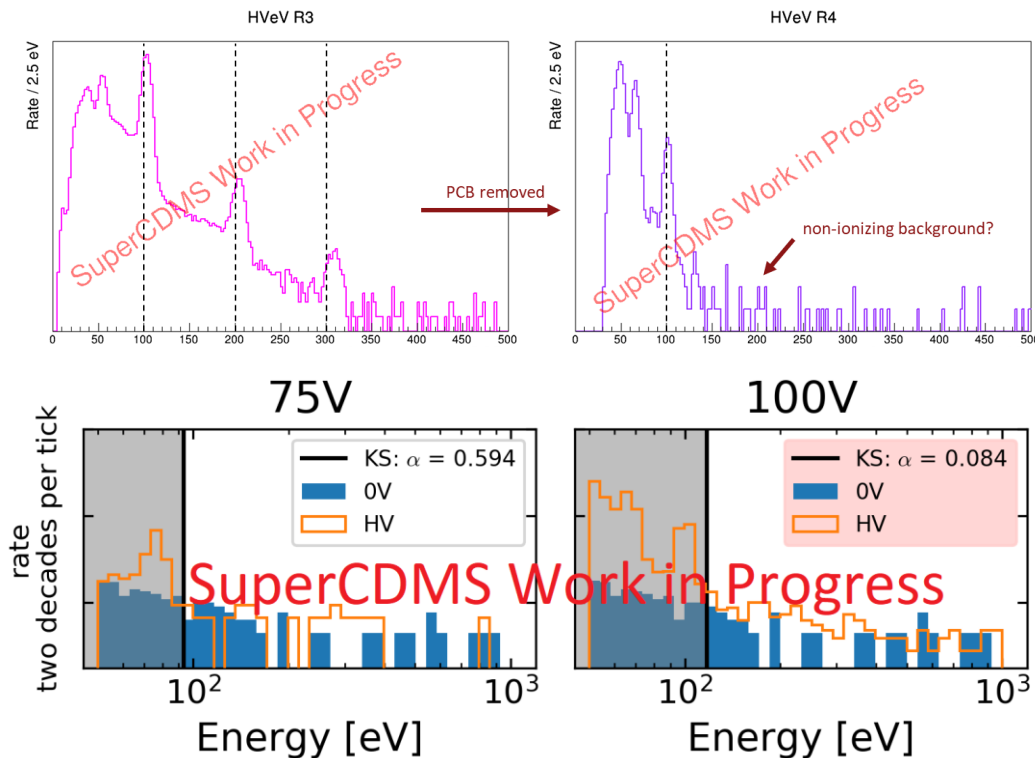 HVeV R3
HVeV R4
Rate / 2.5 eV
SuperCDMS Work in Progress
0 50 100 150 200 250 300 350 400 450 500
PCB removed
Rate / 2.5 eV
SuperCDMS Work in Progress
non-ionizing background?
0 50 100 150 200 250 300 350 400 450 500
75V
100V
rate
two decades per tick
KS: α = 0.594
0V
HV
KS: α = 0.084
0V
HV
SuperCDMS Work in Progress
10² 10³
10² 10³
Energy [eV]
Energy [eV]